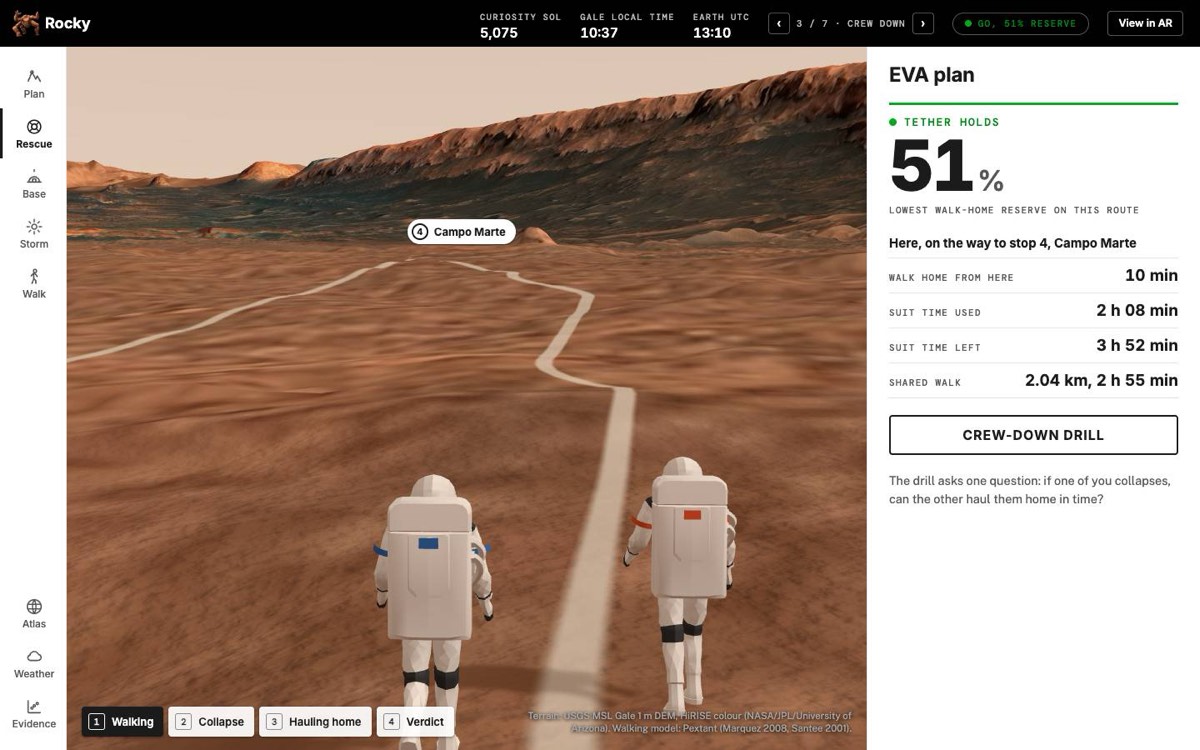 Rocky
CURIOSITY SOL
5,075
GALE LOCAL TIME
10:37
EARTH UTC
13:10
‹ 3 / 7 · CREW DOWN ›
GO, 51% RESERVE
View in AR
Plan
Rescue
Base
Storm
Walk
Atlas
Weather
Evidence
4 Campo Marte
1 Walking
2 Collapse
3 Hauling home
4 Verdict
Terrain: USGS MSL Gale 1 m DEM, HiRISE colour (NASA/JPL/University of
Arizona). Walking model: Pextant (Marquez 2008, Santee 2001).
EVA plan
TETHER HOLDS
51%
LOWEST WALK-HOME RESERVE ON THIS ROUTE
Here, on the way to stop 4, Campo Marte
WALK HOME FROM HERE 10 min
SUIT TIME USED 2 h 08 min
SUIT TIME LEFT 3 h 52 min
SHARED WALK 2.04 km, 2 h 55 min
CREW-DOWN DRILL
The drill asks one question: if one of you collapses,
can the other haul them home in time?